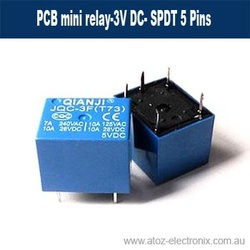 PCB mini relay-3V DC- SPDT 5 Pins
QIANJI
JQC-3F(T73)
7A 240VAC 10A 125VAC
10A 28VDC 10A 28VDC
5VDC
www.atoz-electronix.com.au